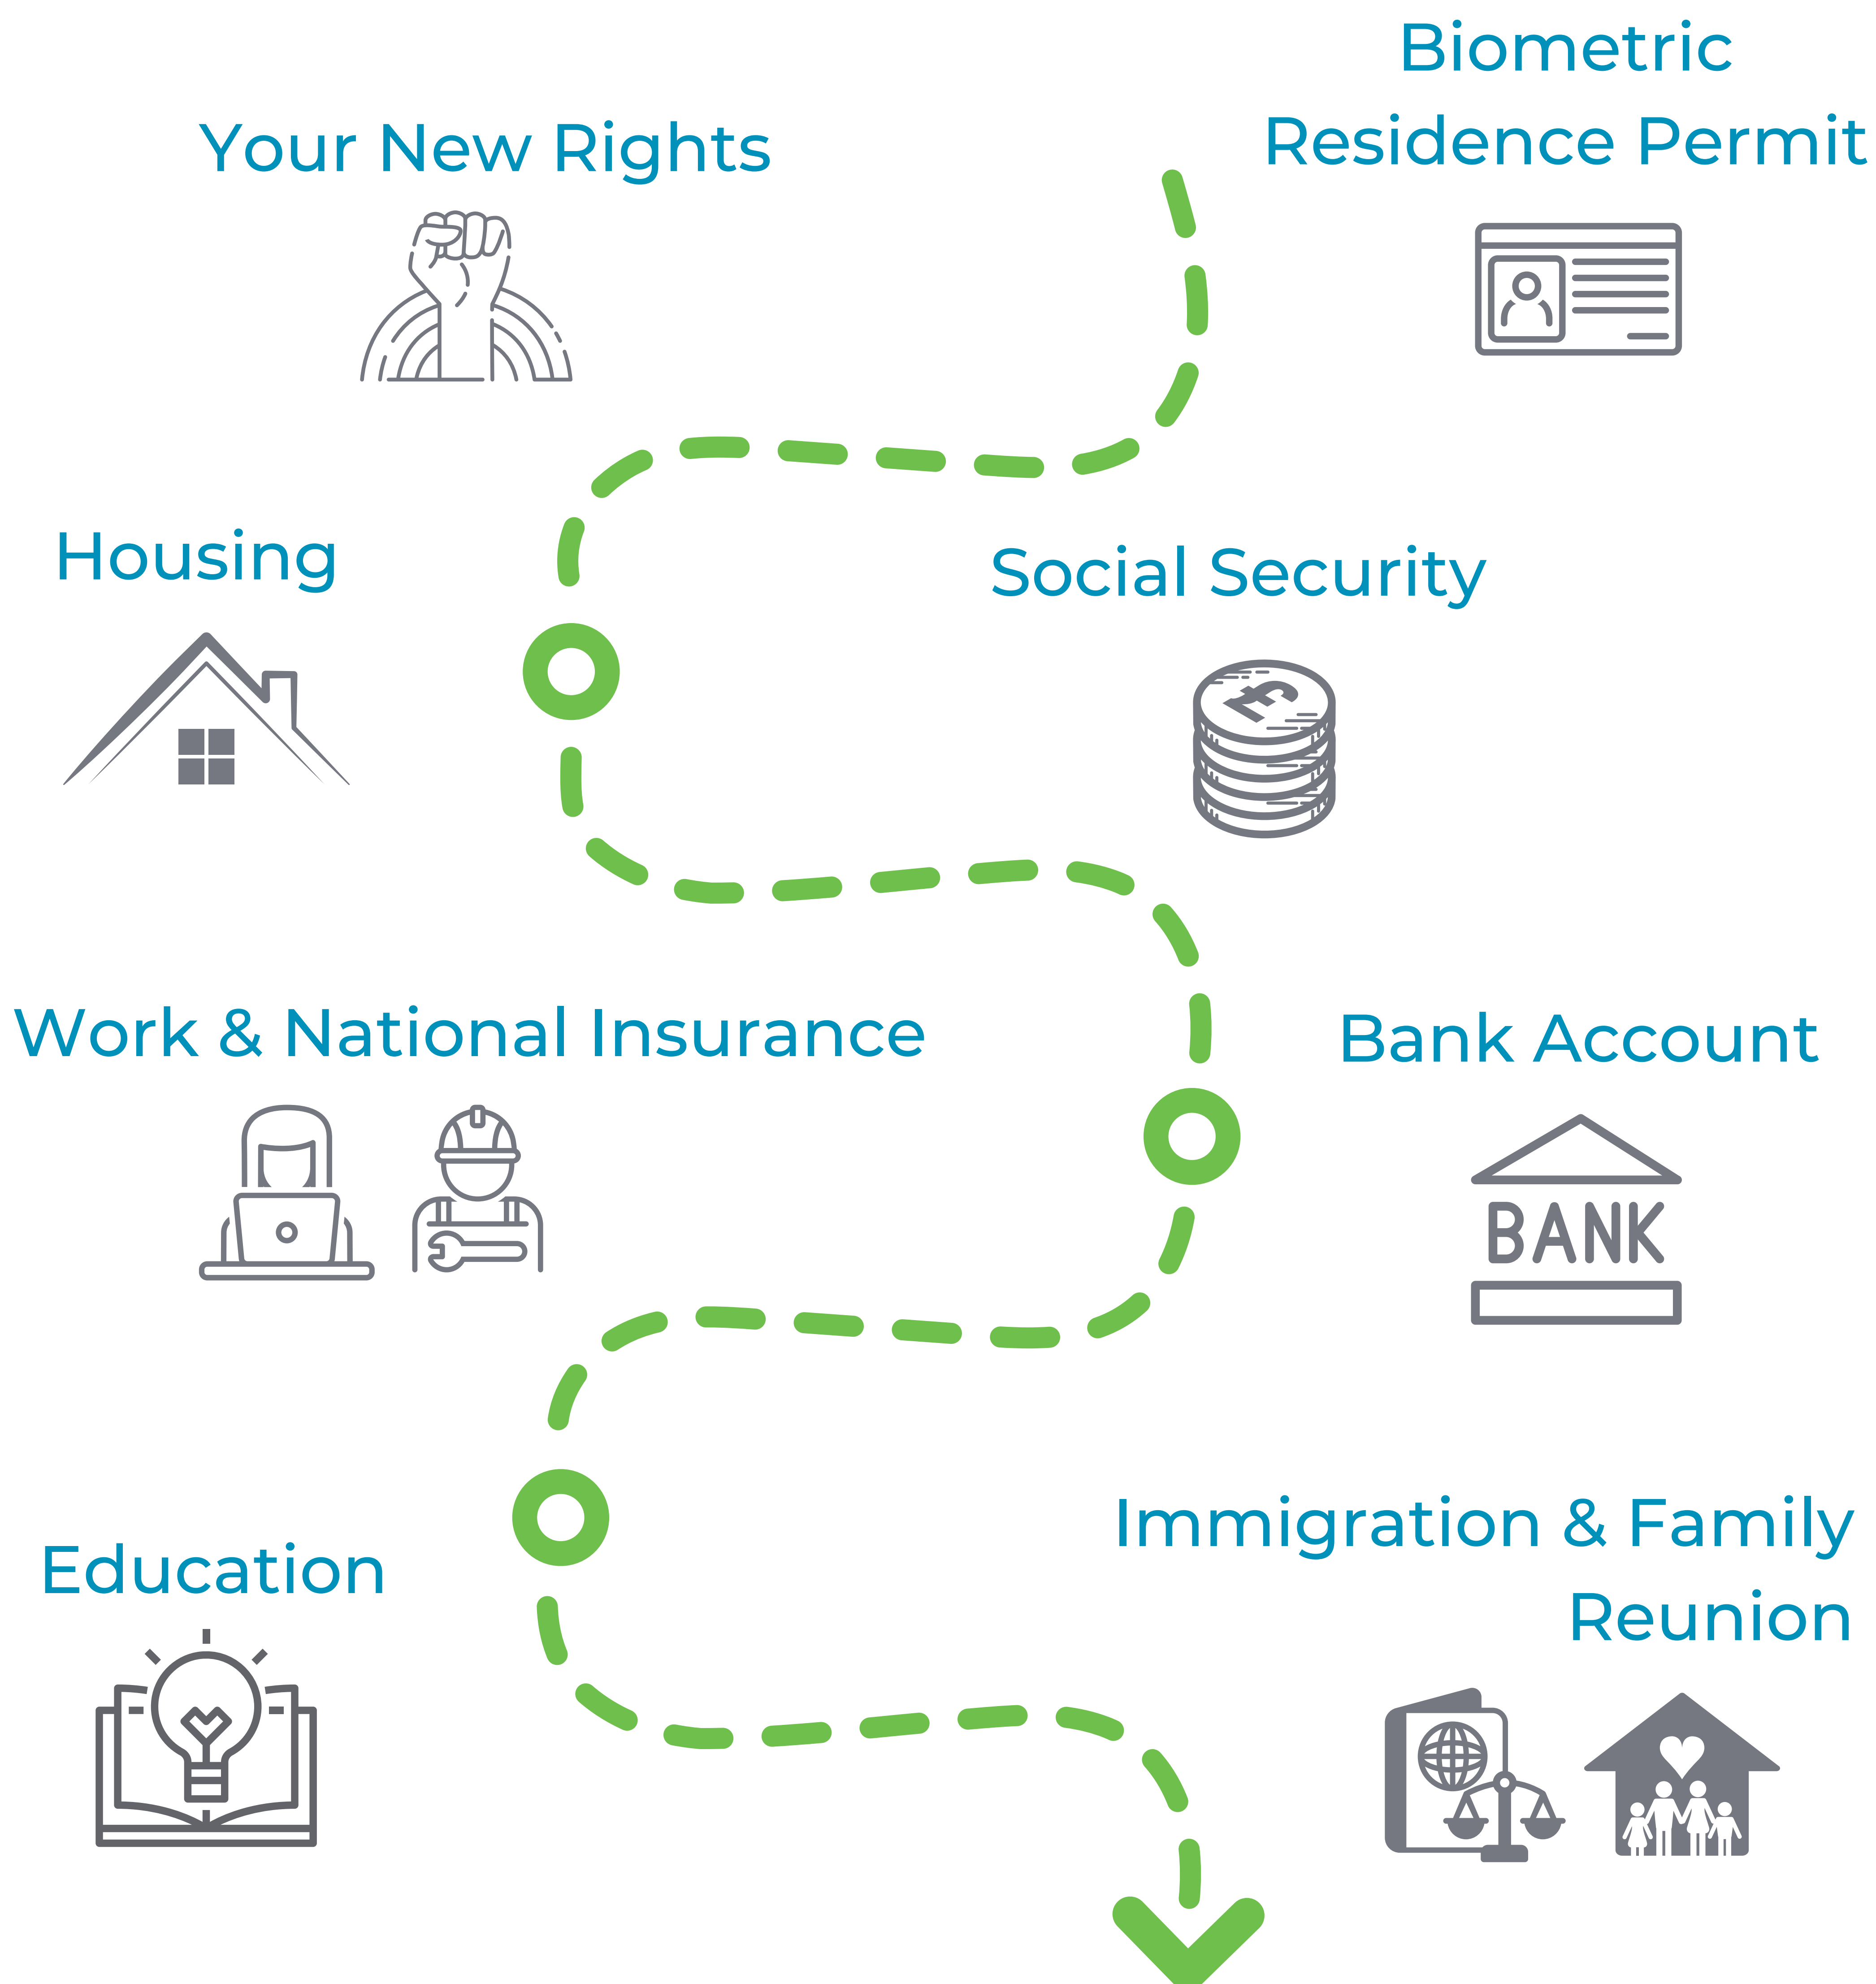 Your New Rights
Biometric
Residence Permit
Housing
Social Security
£
Work & National Insurance
Bank Account
BANK
Education
Immigration & Family
Reunion